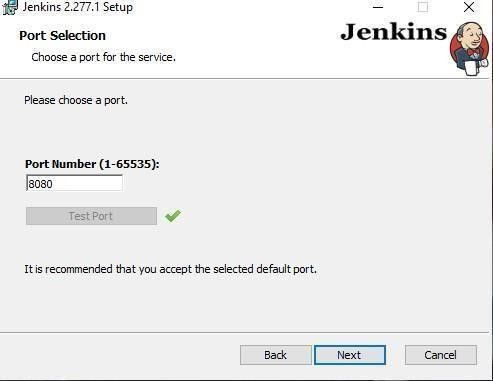 Jenkins 2.277.1 Setup
Port Selection
Choose a port for the service.
Jenkins
Please choose a port.
Port Number (1-65535):
8080
Test Port
It is recommended that you accept the selected default port.
Back
Next
Cancel